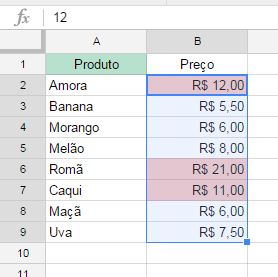 fx 12
A B
1 Produto Preço
2 Amora R$ 12,00
3 Banana R$ 5,50
4 Morango R$ 6,00
5 Melão R$ 8,00
6 Romã R$ 21,00
7 Caqui R$ 11,00
8 Maçã R$ 6,00
9 Uva R$ 7,50
10
11